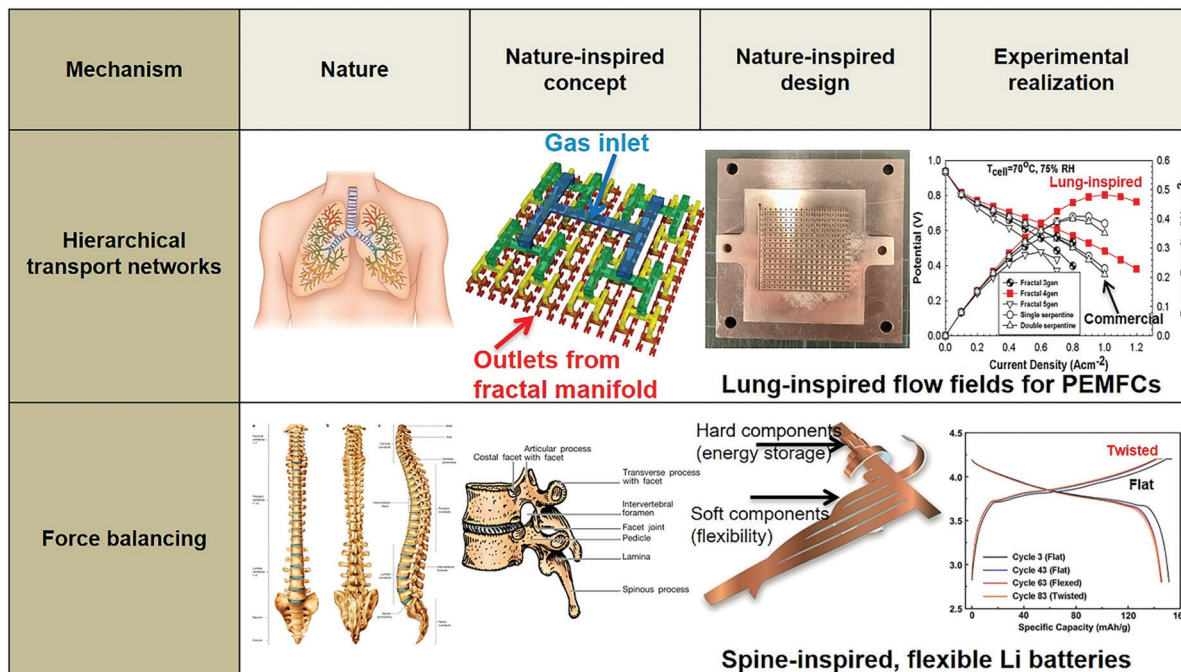 Mechanism
Nature
Nature-inspired
concept
Nature-inspired
design
Experimental
realization
Hierarchical
transport networks
Gas inlet
Outlets from
fractal manifold
1.0
0.8
0.6
0.4
0.2
0.0
Potential (V)
T_cell=70°C, 75% RH
Lung-inspired
Fractal 3gen
Fractal 4gen
Fractal 5gen
Single serpentine
Double serpentine
Commercial
0.6
0.5
0.4
0.3
0.2
0.1
0.0
0.0 0.2 0.4 0.6 0.8 1.0 1.2
Current Density (Acm-2)
Lung-inspired flow fields for PEMFCs
Force balancing
a b c
Articular process
Costal facet with facet
Transverse process
with facet
Intervertebral
foramen
Facet joint
Pedicle
Lamina
Spinous process
Hard components
(energy storage)
Soft components
(flexibility)
4.5
4.0
3.5
3.0
2.5
Twisted
Flat
Cycle 3 (Flat)
Cycle 43 (Flat)
Cycle 63 (Flexed)
Cycle 83 (Twisted)
0 40 80 120 16
Specific Capacity (mAh/g)
Spine-inspired, flexible Li batteries